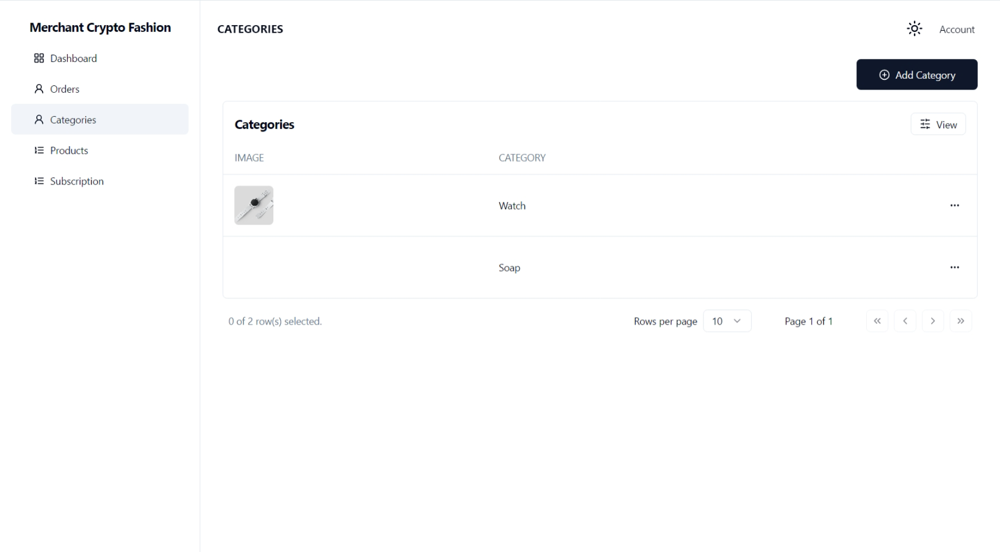 Merchant Crypto Fashion
Dashboard
Orders
Categories
Products
Subscription
CATEGORIES
Account
Add Category
Categories
View
IMAGE CATEGORY
Watch
Soap
0 of 2 row(s) selected.
Rows per page 10 Page 1 of 1